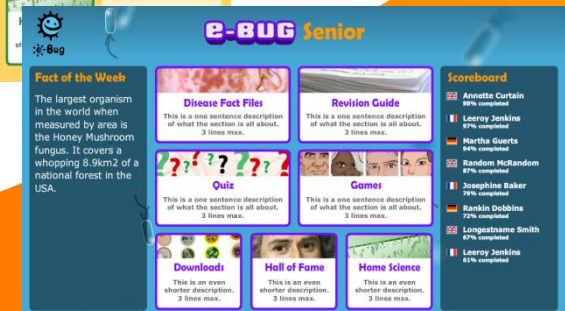 e-Bug
e-BUG Senior
Fact of the Week
The largest organism
in the world when
measured by area is
the Honey Mushroom
fungus. It covers a
whopping 8.9km2 of a
national forest in the
USA.
Disease Fact Files
This is a one sentence description
of what the section is all about.
3 lines max.
Revision Guide
This is a one sentence description
of what the section is all about.
3 lines max.
Quiz
This is a one sentence description
of what the section is all about.
3 lines max.
Games
This is a one sentence description
of what the section is all about.
3 lines max.
Downloads
This is an even
shorter description.
3 lines max.
Hall of Fame
This is an even
shorter description.
3 lines max.
Home Science
This is an even
shorter description.
3 lines max.
Scoreboard
Annette Curtain
98% completed
Leeroy Jenkins
97% completed
Martha Guerts
94% completed
Random McRandom
87% completed
Josephine Baker
76% completed
Rankin Dobbins
72% completed
Longestname Smith
67% completed
Leeroy Jenkins
61% completed